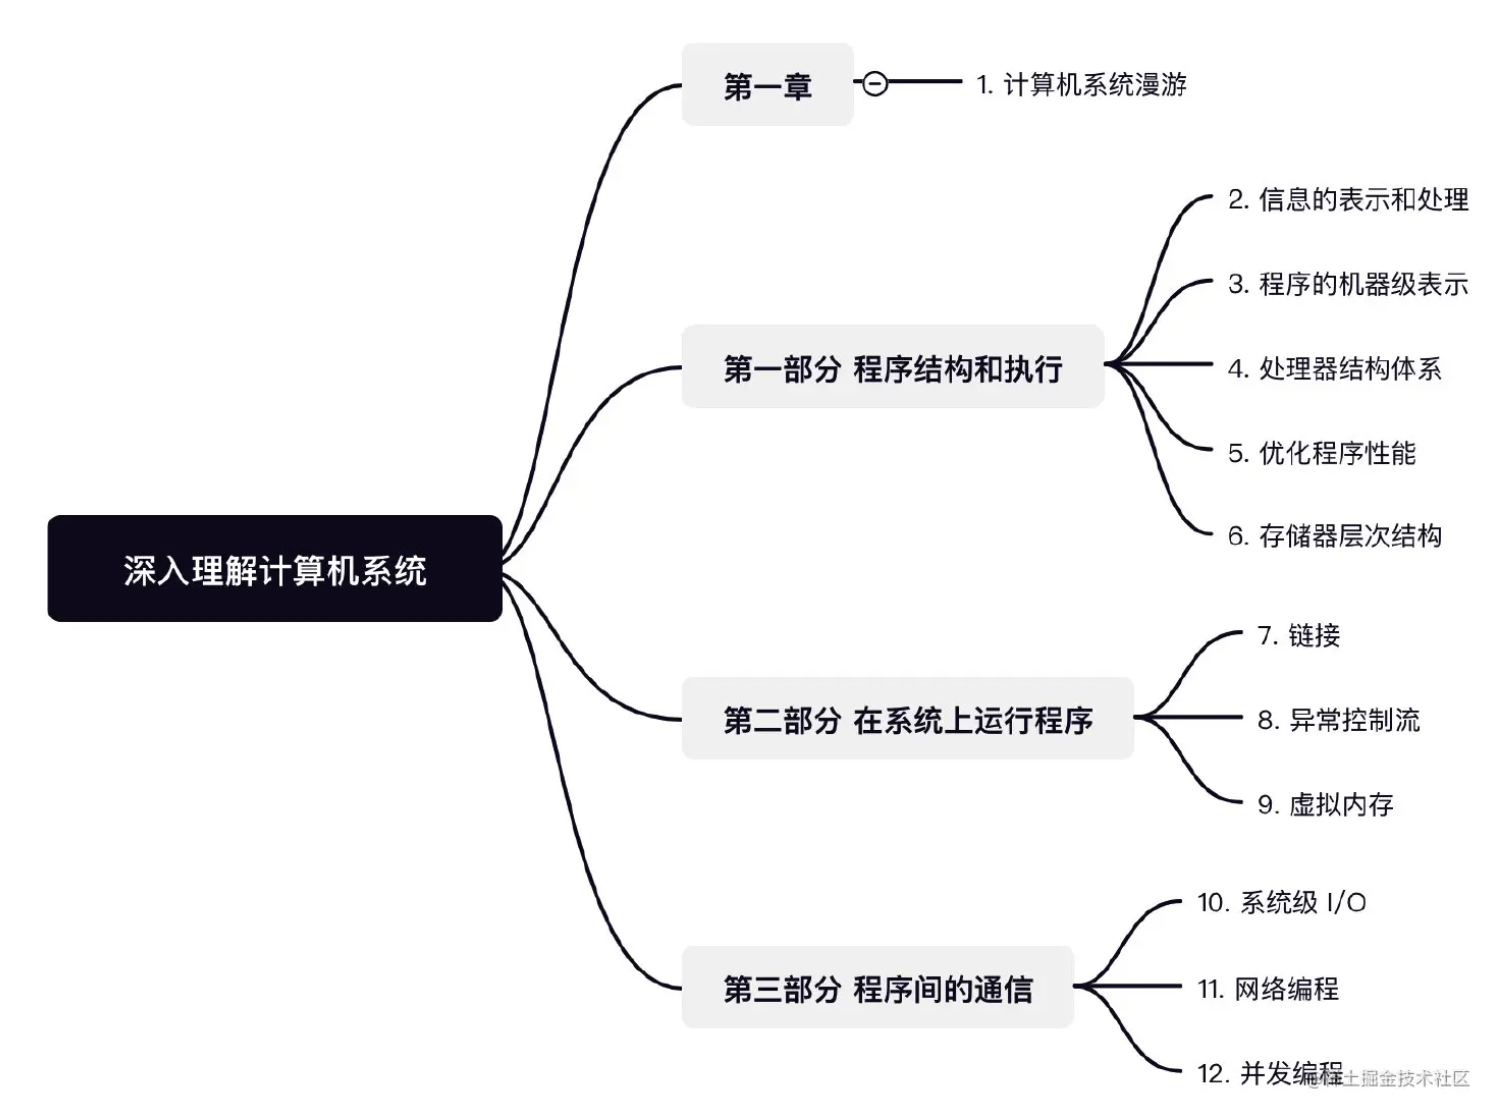 第一章
1. 计算机系统漫游
第一部分 程序结构和执行
2. 信息的表示和处理
3. 程序的机器级表示
4. 处理器结构体系
5. 优化程序性能
6. 存储器层次结构
深入理解计算机系统
第二部分 在系统上运行程序
7. 链接
8. 异常控制流
9. 虚拟内存
第三部分 程序间的通信
10. 系统级 I/O
11. 网络编程
12. 并发编程
@稀土掘金技术社区